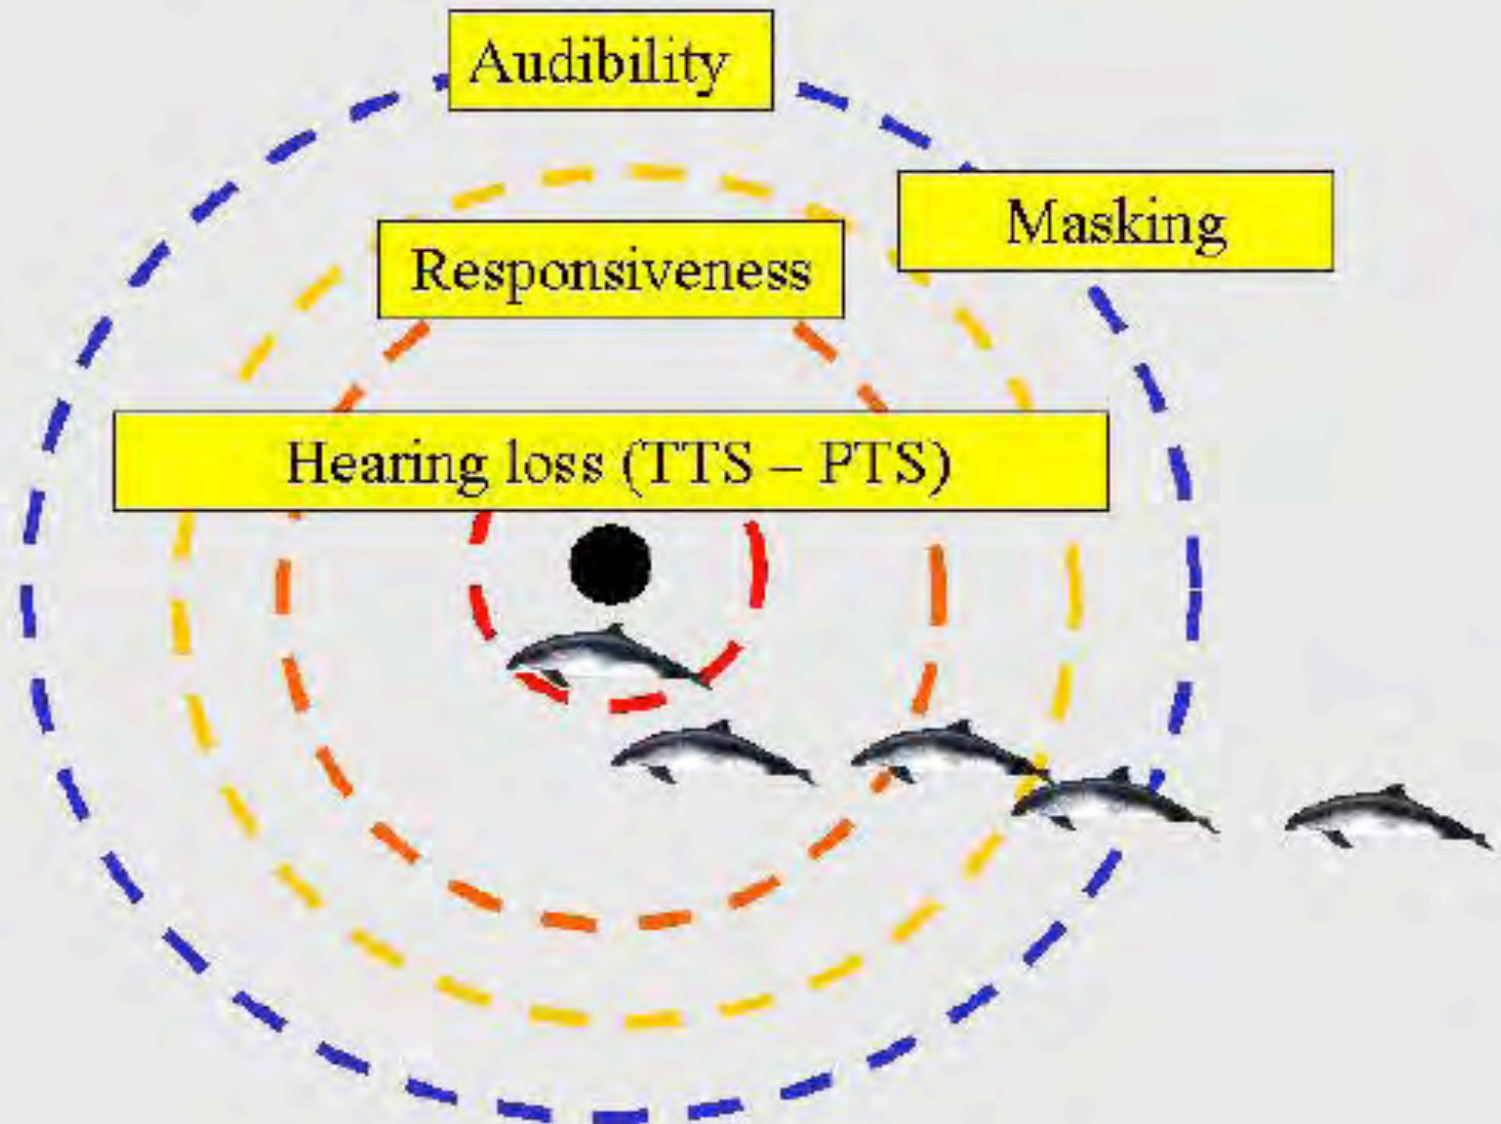 Audibility
Masking
Responsiveness
Hearing loss (TTS – PTS)